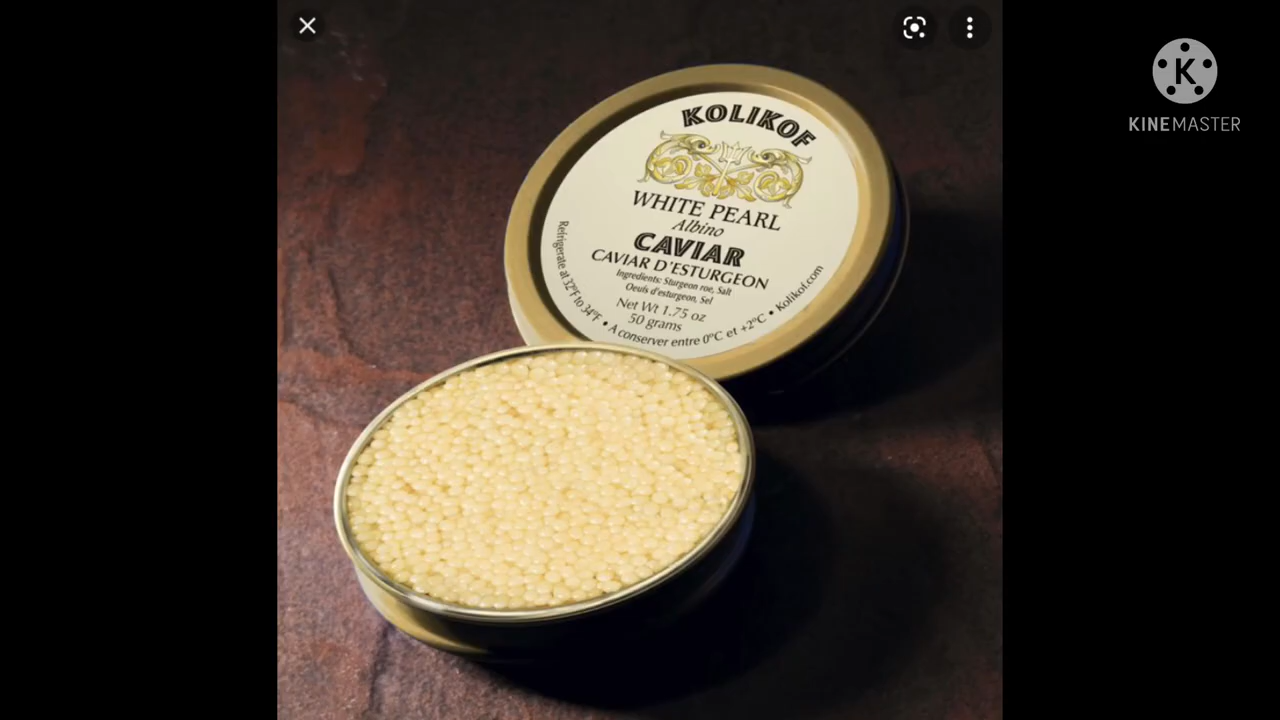 KOLIKOF
WHITE PEARL
Albino
CAVIAR
CAVIAR D'ESTURGEON
Ingredients: Sturgeon roe, Salt
Oeufs d'esturgeon, Sel
Net Wt 1.75 oz
50 grams
Refrigerate at 32°F to 34°F • A conserver entre 0°C et +2°C • Kolikof.com
K
KINEMASTER